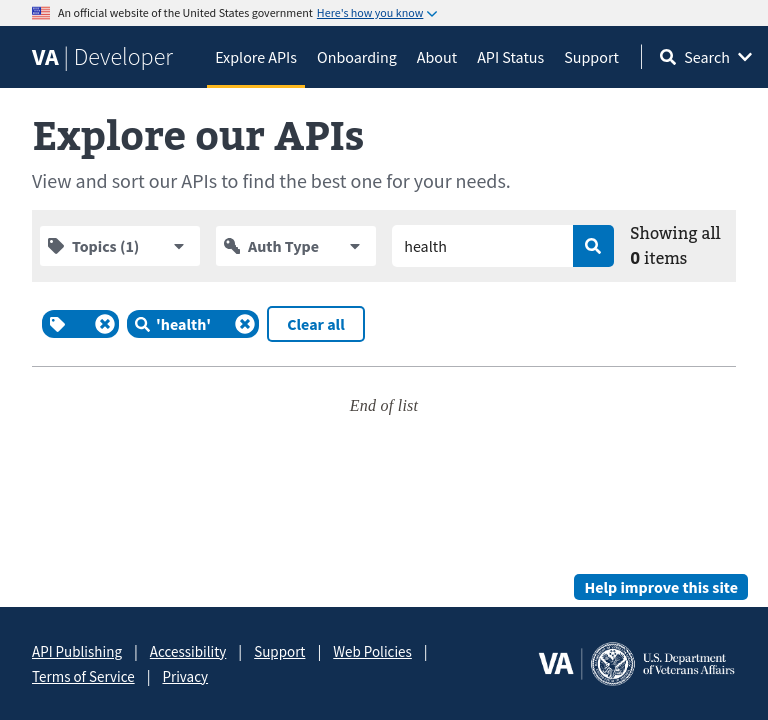 An official website of the United States government Here's how you know
VA | Developer
Explore APIs
Onboarding
About
API Status
Support
Search
Explore our APIs
View and sort our APIs to find the best one for your needs.
Topics (1)
Auth Type
health
Showing all
0 items
'health'
Clear all
End of list
Help improve this site
API Publishing | Accessibility | Support | Web Policies |
Terms of Service | Privacy
VA
U.S. Department
of Veterans Affairs